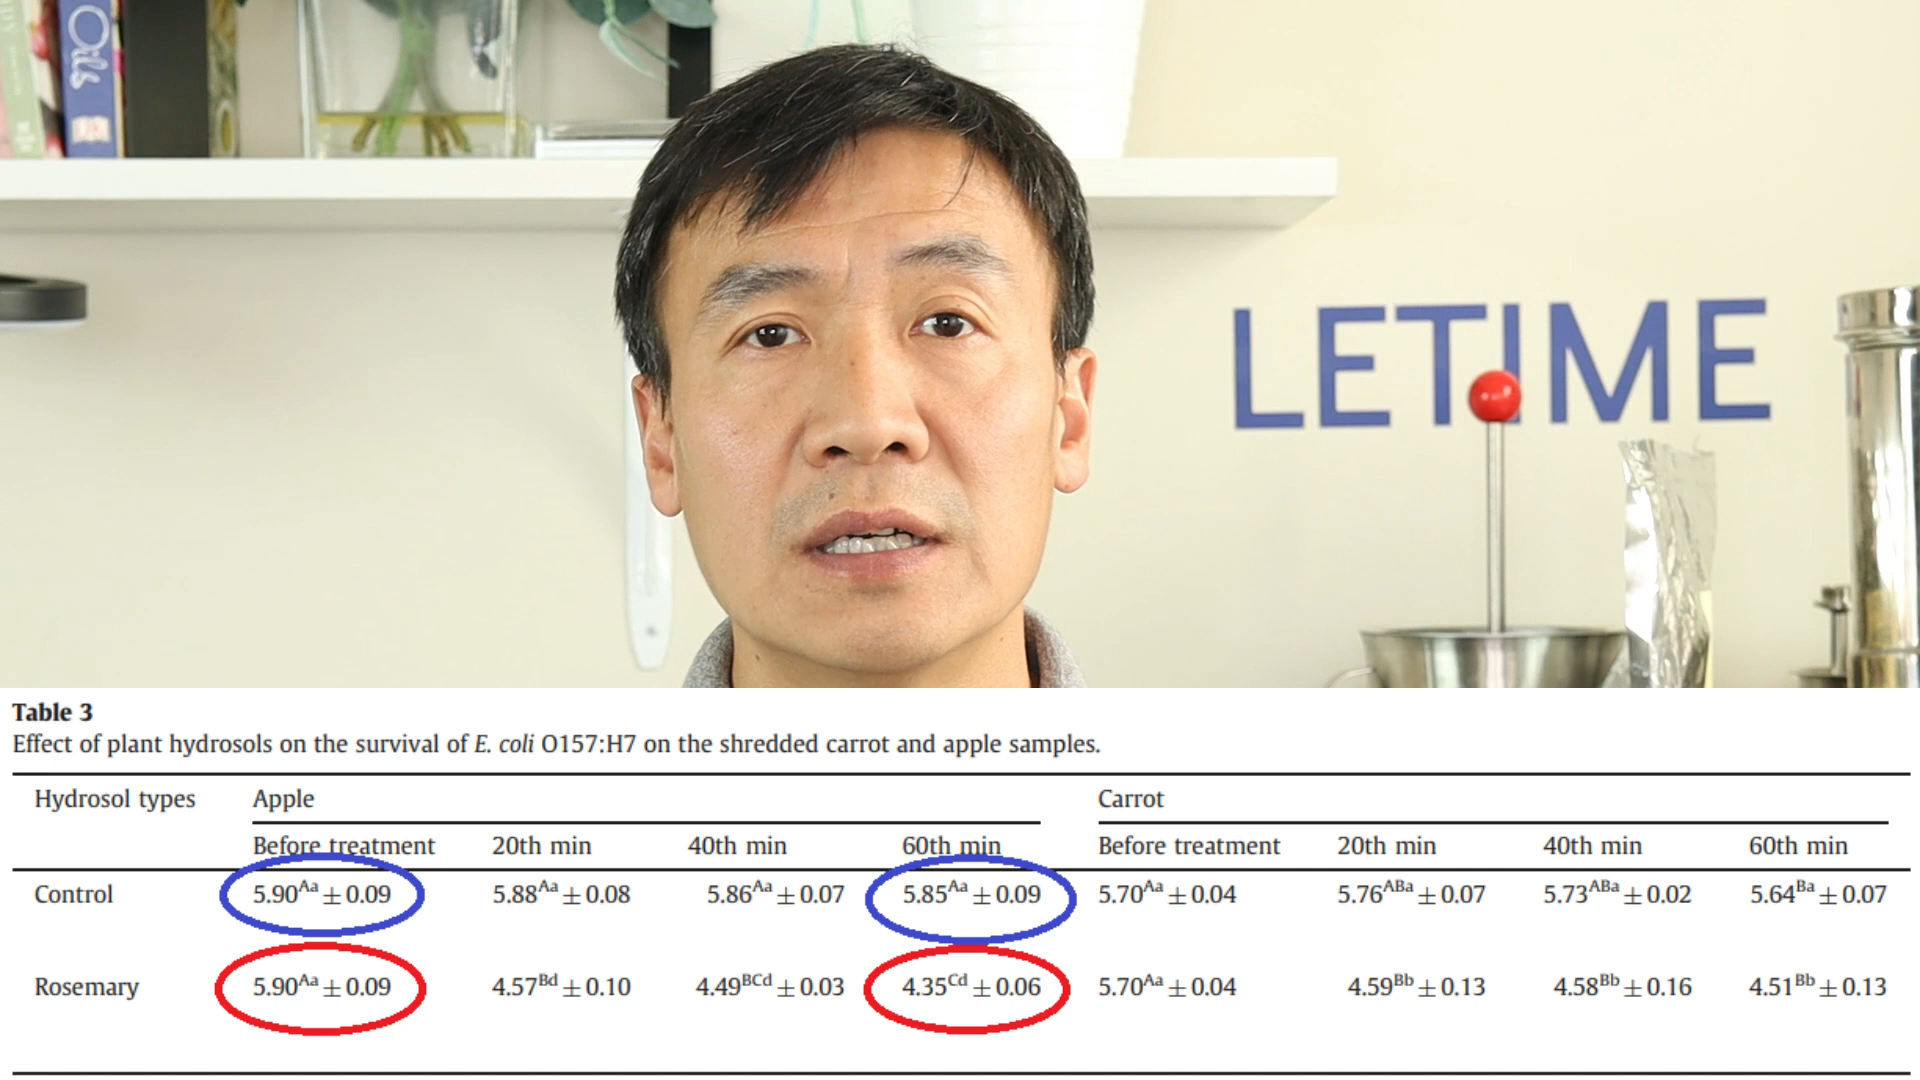 Oils
DK
LETIME
Table 3
Effect of plant hydrosols on the survival of E. coli O157:H7 on the shredded carrot and apple samples.
Hydrosol types Apple Carrot
Before treatment 20th min 40th min 60th min Before treatment 20th min 40th min 60th min
Control 5.90ᴬᵃ ± 0.09 5.88ᴬᵃ ± 0.08 5.86ᴬᵃ ± 0.07 5.85ᴬᵃ ± 0.09 5.70ᴬᵃ ± 0.04 5.76ᴬᴮᵃ ± 0.07 5.73ᴬᴮᵃ ± 0.02 5.64ᴮᵃ ± 0.07
Rosemary 5.90ᴬᵃ ± 0.09 4.57ᴮᵈ ± 0.10 4.49ᴮCᵈ ± 0.03 4.35Cᵈ ± 0.06 5.70ᴬᵃ ± 0.04 4.59ᴮᵇ ± 0.13 4.58ᴮᵇ ± 0.16 4.51ᴮᵇ ± 0.13